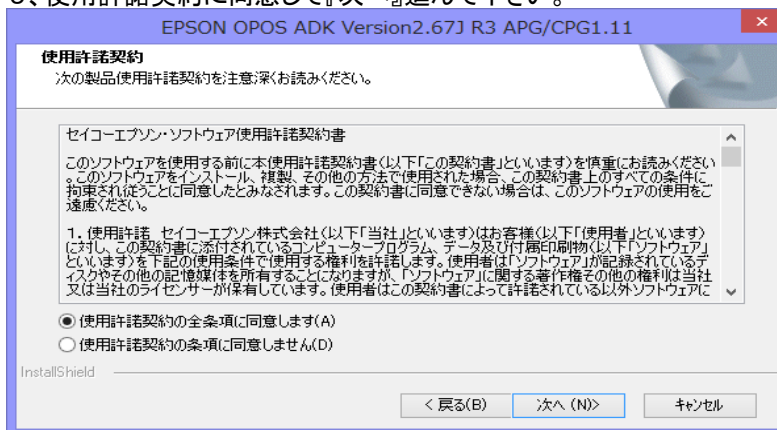 使用許諾契約に同意して『次へ』進んで下さい。
EPSON OPOS ADK Version2.67J R3 APG/CPG1.11
使用許諾契約
次の製品使用許諾契約を注意深くお読みください。
セイコーエプソン・ソフトウェア使用許諾契約書
このソフトウェアを使用する前に本使用許諾契約書(以下「この契約書」といいます)を慎重にお読みください
。このソフトウェアをインストール、複製、その他の方法で使用された場合、この契約書上のすべての条件に
拘束され従うことに同意したとみなされます。この契約書に同意できない場合は、このソフトウェアの使用をご
遠慮ください。
1. 使用許諾 セイコーエプソン株式会社(以下「当社」といいます)はお客様(以下「使用者」といいます)
に対し、この契約書に添付されているコンピュータープログラム、データ及び付属印刷物(以下「ソフトウェア」
といいます)を下記の使用条件で使用する権利を許諾します。使用者は「ソフトウェア」が記録されているデ
ィスクやその他の記憶媒体を所有することになりますが、「ソフトウェア」に関する著作権その他の権利は当社
又は当社のライセンサーが保有しています。使用者はこの契約書によって許諾されている以外ソフトウェアに
使用許諾契約の全条項に同意します(A)
使用許諾契約の条項に同意しません(D)
InstallShield
< 戻る(B)
次へ (N)>
キャンセル